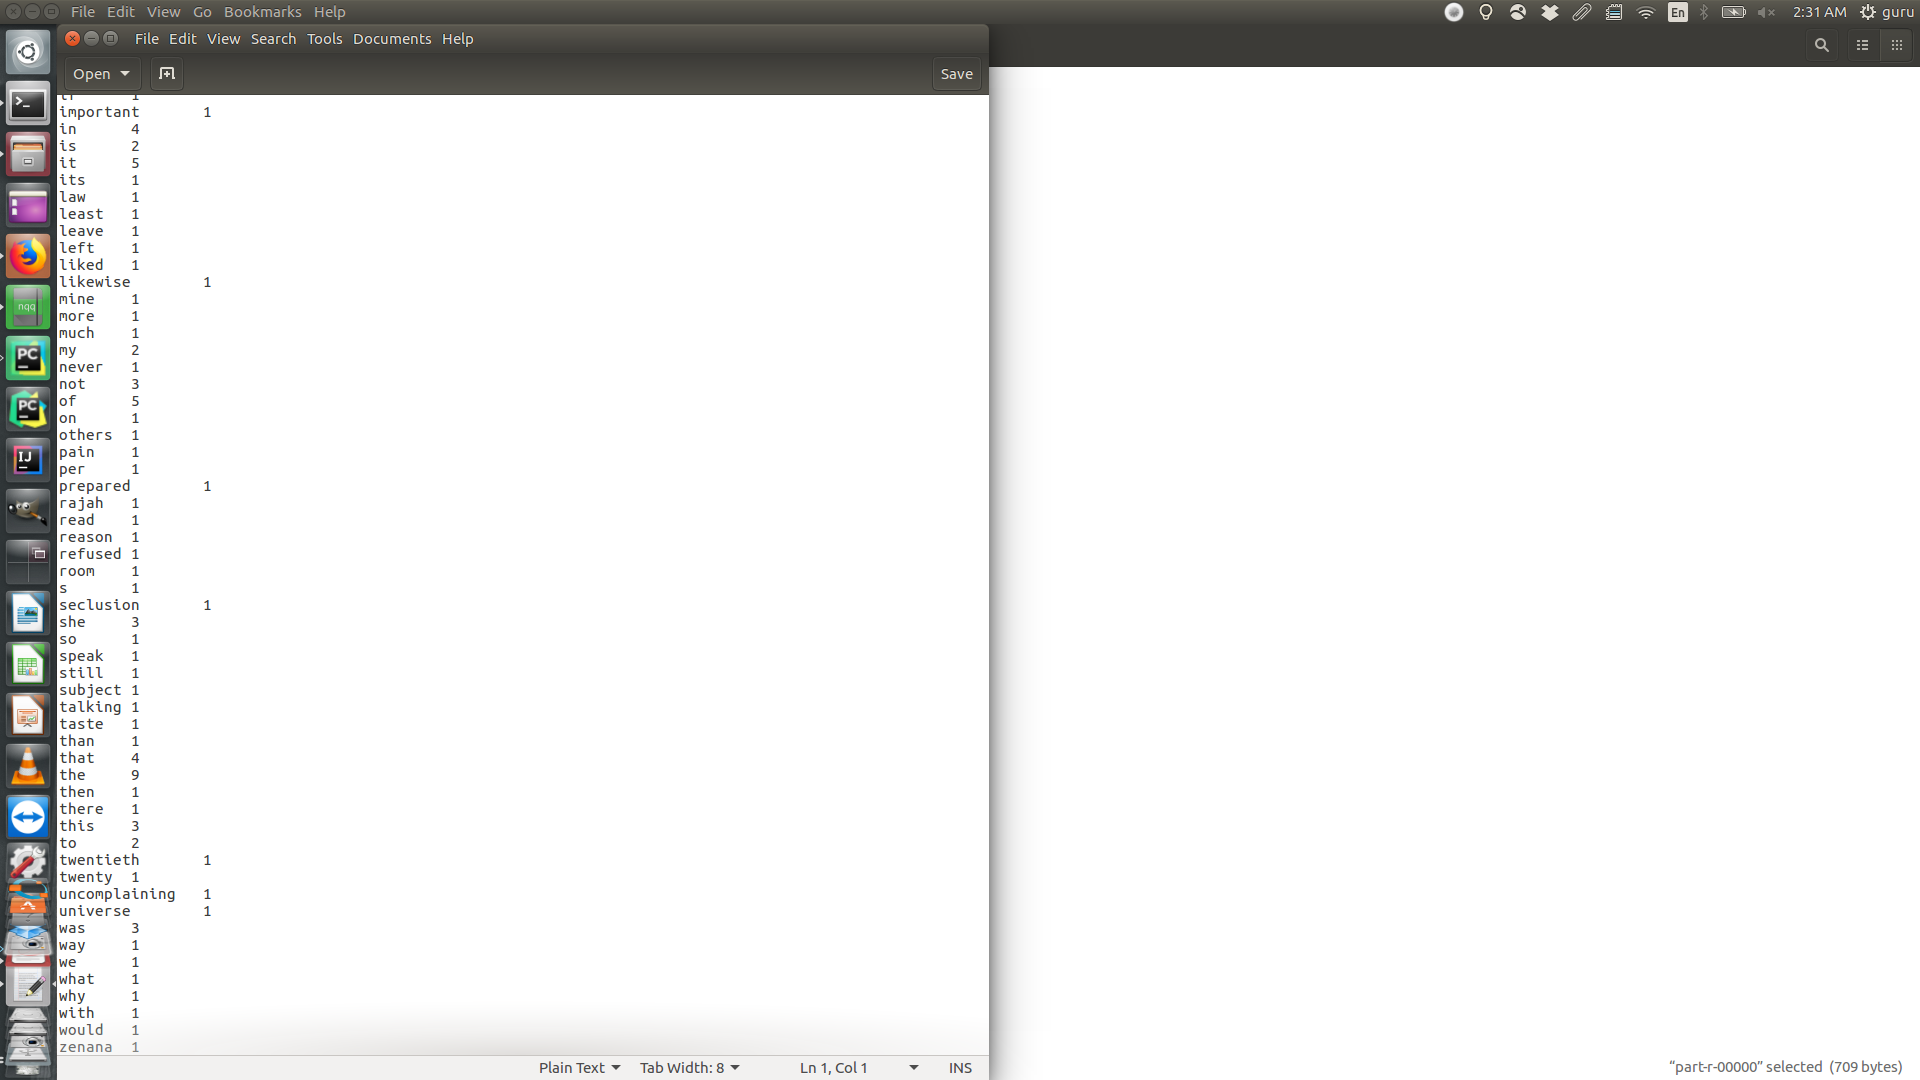 File Edit View Go Bookmarks Help
En 2:31 AM guru
File Edit View Search Tools Documents Help
Open Save
important 1
in 4
is 2
it 5
its 1
law 1
least 1
leave 1
left 1
liked 1
likewise 1
mine 1
more 1
much 1
my 2
never 1
not 3
of 5
on 1
others 1
pain 1
per 1
prepared 1
rajah 1
read 1
reason 1
refused 1
room 1
s 1
seclusion 1
she 3
so 1
speak 1
still 1
subject 1
talking 1
taste 1
than 1
that 4
the 9
then 1
there 1
this 3
to 2
twentieth 1
twenty 1
uncomplaining 1
universe 1
was 3
way 1
we 1
what 1
why 1
with 1
would 1
zenana 1
Plain Text Tab Width: 8 Ln 1, Col 1 INS
“part-r-00000” selected (709 bytes)
nqq
PC
PC
IJ